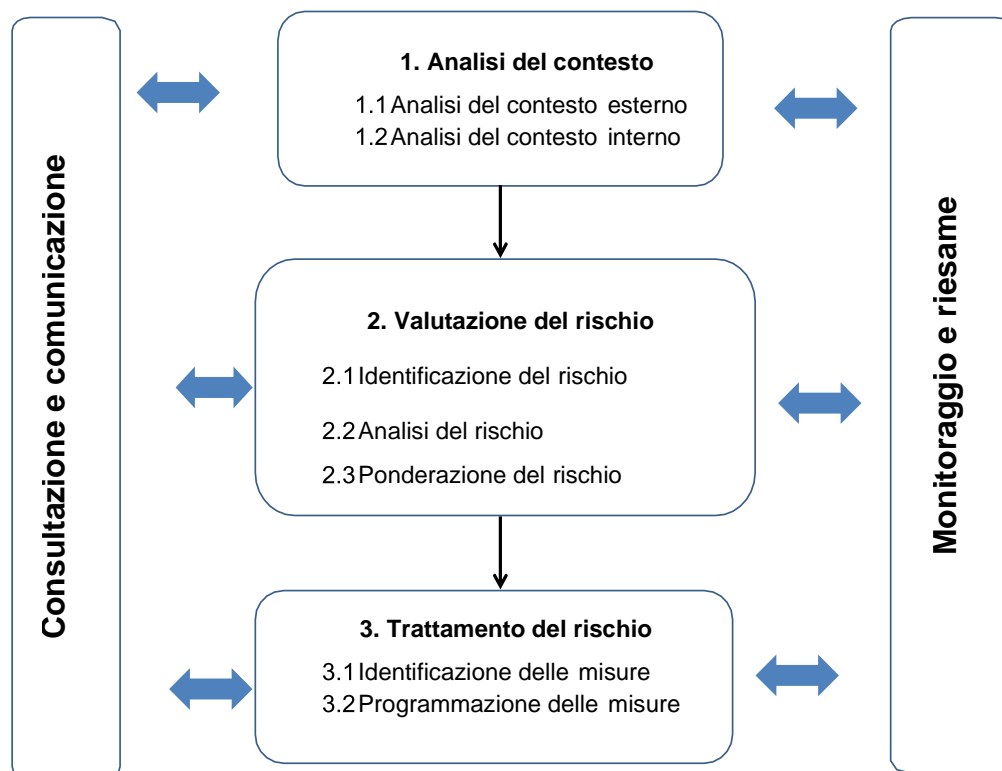 Consultazione e comunicazione
1. Analisi del contesto
1.1 Analisi del contesto esterno
1.2 Analisi del contesto interno
2. Valutazione del rischio
2.1 Identificazione del rischio
2.2 Analisi del rischio
2.3 Ponderazione del rischio
3. Trattamento del rischio
3.1 Identificazione delle misure
3.2 Programmazione delle misure
Monitoraggio e riesame